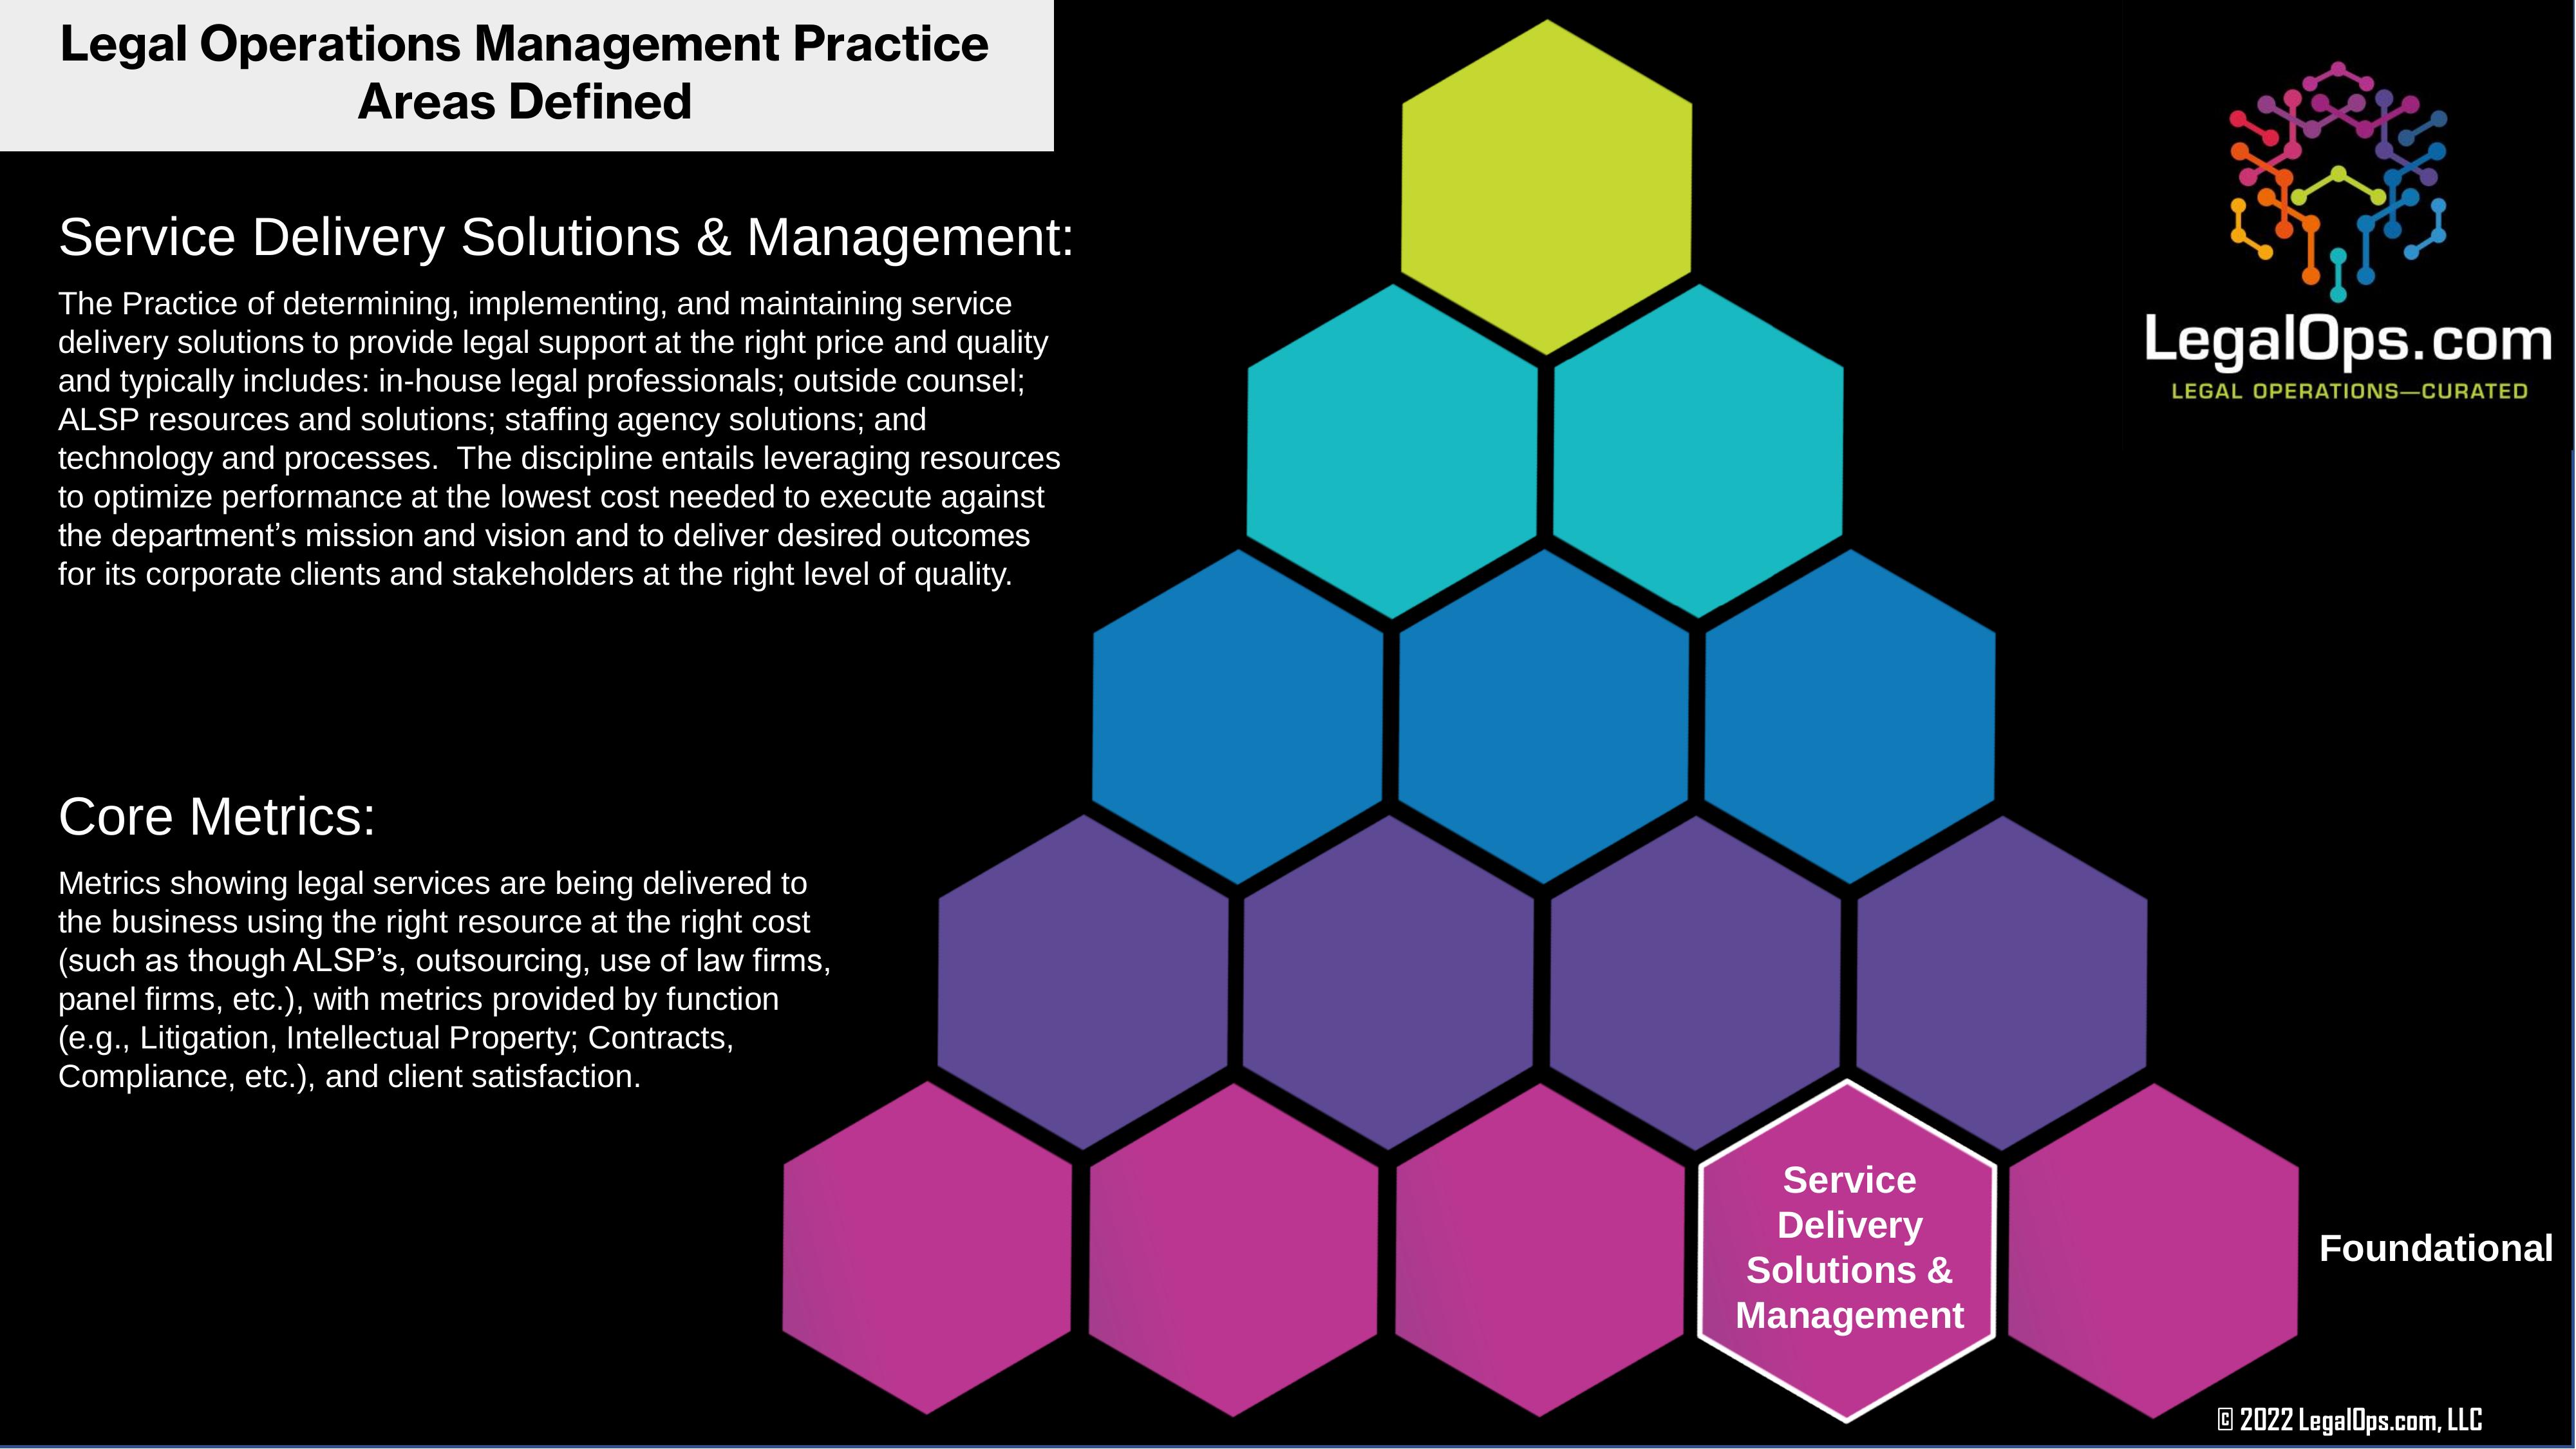 Legal Operations Management Practice
Areas Defined
Service Delivery Solutions & Management:
The Practice of determining, implementing, and maintaining service
delivery solutions to provide legal support at the right price and quality
and typically includes: in-house legal professionals; outside counsel;
ALSP resources and solutions; staffing agency solutions; and
technology and processes.  The discipline entails leveraging resources
to optimize performance at the lowest cost needed to execute against
the department’s mission and vision and to deliver desired outcomes
for its corporate clients and stakeholders at the right level of quality.
Core Metrics:
Metrics showing legal services are being delivered to
the business using the right resource at the right cost
(such as though ALSP’s, outsourcing, use of law firms,
panel firms, etc.), with metrics provided by function
(e.g., Litigation, Intellectual Property; Contracts,
Compliance, etc.), and client satisfaction.
LegalOps.com
LEGAL OPERATIONS—CURATED
Service
Delivery
Solutions &
Management
Foundational
© 2022 LegalOps.com, LLC